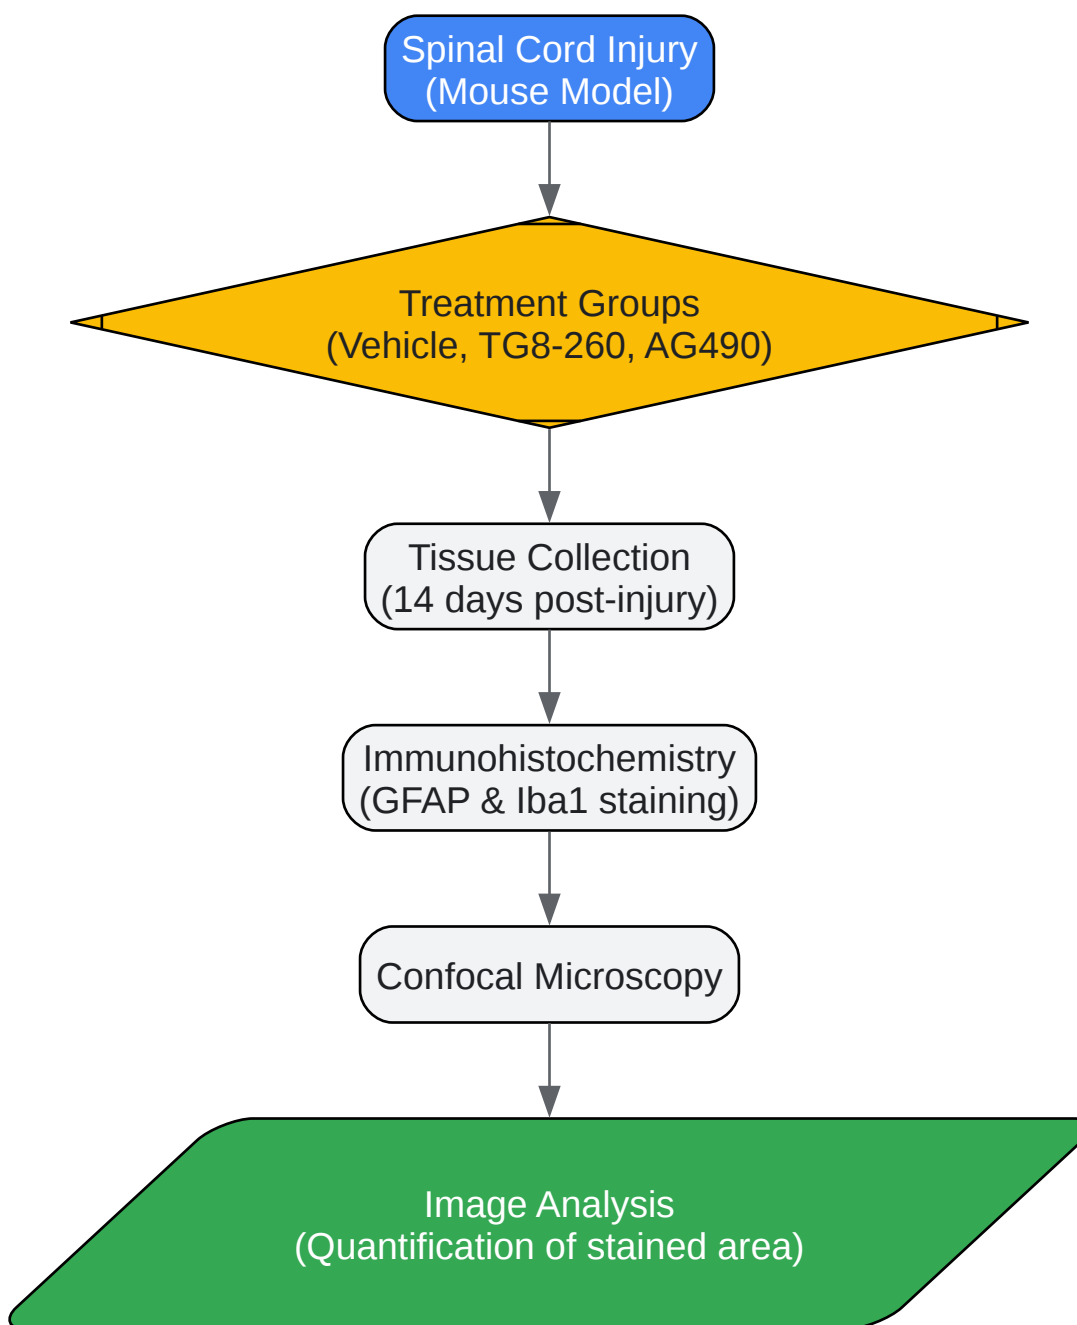 Spinal Cord Injury
(Mouse Model)
Treatment Groups
(Vehicle, TG8-260, AG490)
Tissue Collection
(14 days post-injury)
Immunohistochemistry
(GFAP & Iba1 staining)
Confocal Microscopy
Image Analysis
(Quantification of stained area)